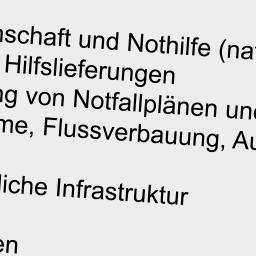 nschaft und Nothilfe (nat
Hilfslieferungen
ng von Notfallplänen und
me, Flussverbauung, Au
liche Infrastruktur
en